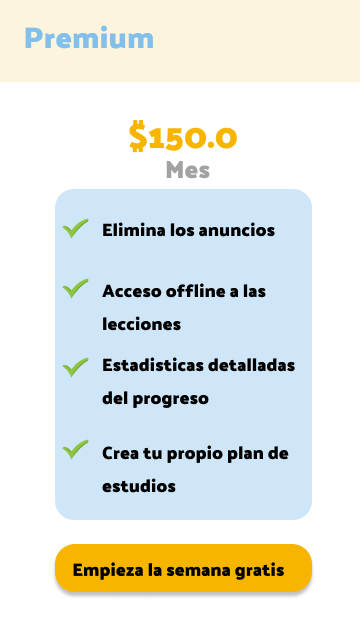 Premium
$150.0
Mes
Elimina los anuncios
Acceso offline a las
lecciones
Estadisticas detalladas
del progreso
Crea tu propio plan de
estudios
Empieza la semana gratis